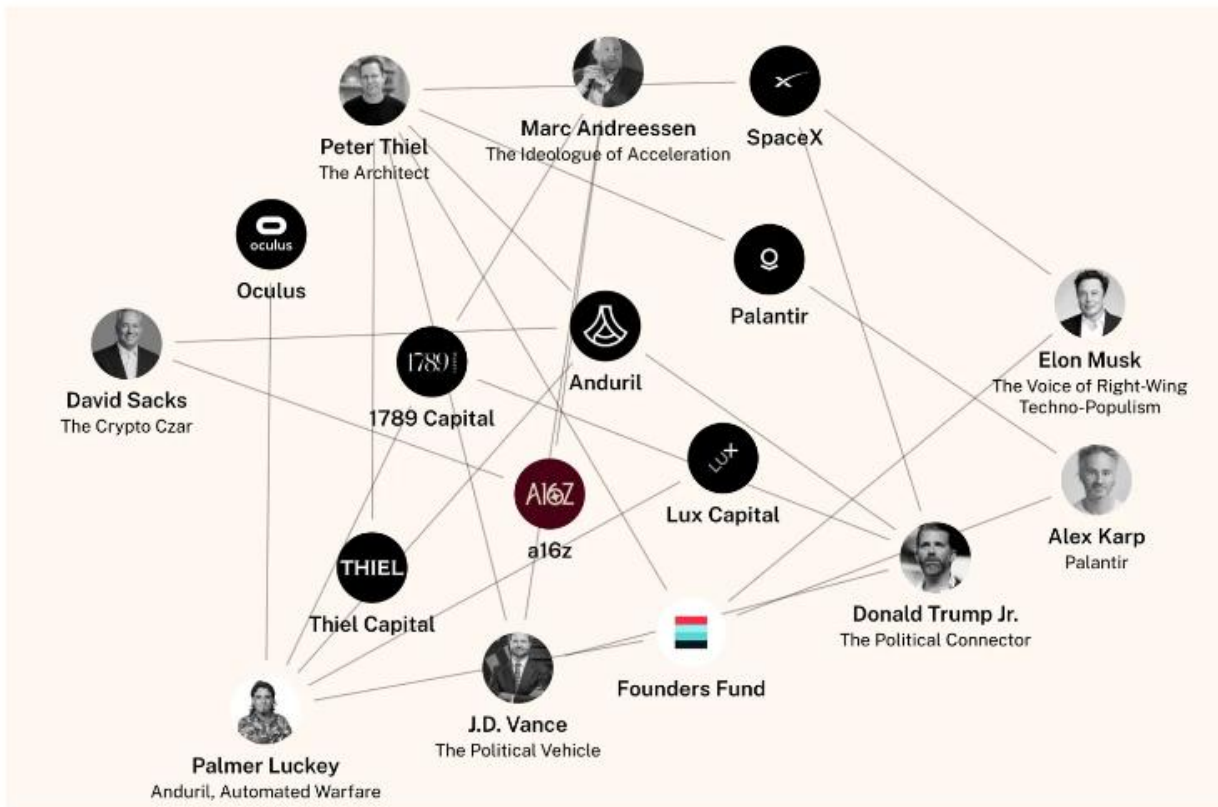 Peter Thiel
The Architect
Marc Andreessen
The Ideologue of Acceleration
SpaceX
oculus
Oculus
Palantir
David Sacks
The Crypto Czar
1789
1789 Capital
Anduril
Elon Musk
The Voice of Right-Wing
Techno-Populism
LUX
Lux Capital
A16Z
a16z
Alex Karp
Palantir
THIEL
Thiel Capital
Donald Trump Jr.
The Political Connector
Founders Fund
J.D. Vance
The Political Vehicle
Palmer Luckey
Anduril, Automated Warfare